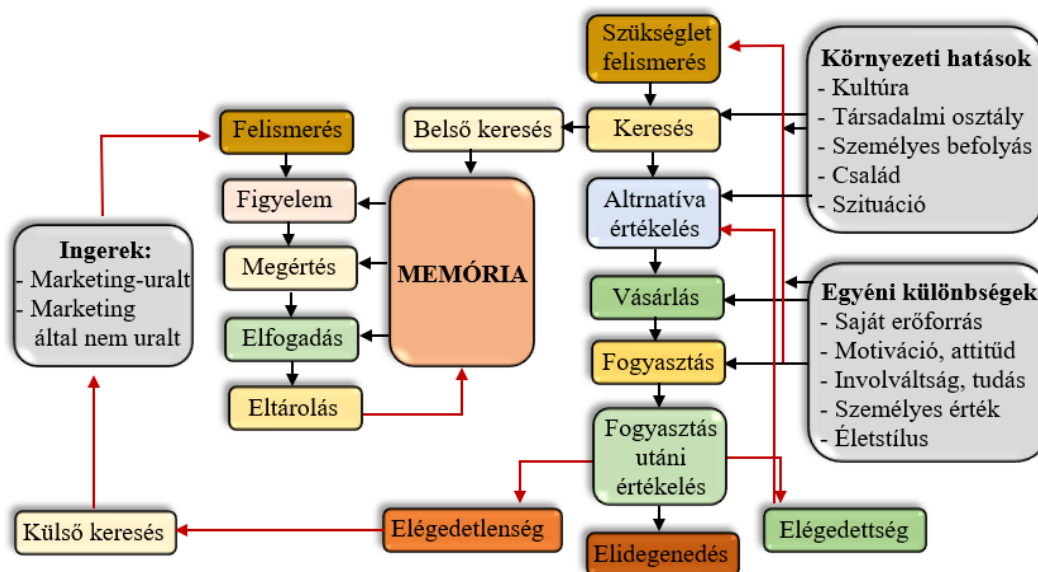 Szükséglet
felismerés
Környezeti hatások
- Kultúra
- Társadalmi osztály
- Személyes befolyás
- Család
- Szituáció
Felismerés
Belső keresés
Keresés
Figyelem
Altrnatíva
értékelés
Ingerek:
- Marketing-uralt
- Marketing
által nem uralt
Megértés
MEMÓRIA
Vásárlás
Egyéni különbségek
- Saját erőforrás
- Motiváció, attitűd
- Involváltság, tudás
- Személyes érték
- Életstílus
Elfogadás
Fogyasztás
Eltárolás
Fogyasztás
utáni
értékelés
Külső keresés
Elégedetlenség
Elégedettség
Elidegenedés